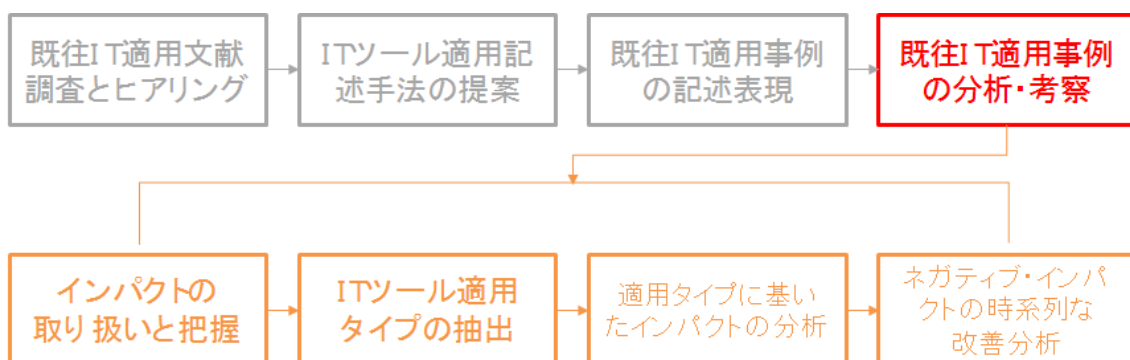 既往IT適用文献
調査とヒアリング
ITツール適用記
述手法の提案
既往IT適用事例
の記述表現
既往IT適用事例
の分析・考察
インパクトの
取り扱いと把握
ITツール適用
タイプの抽出
適用タイプに基い
たインパクトの分析
ネガティブ・インパ
クトの時系列な
改善分析